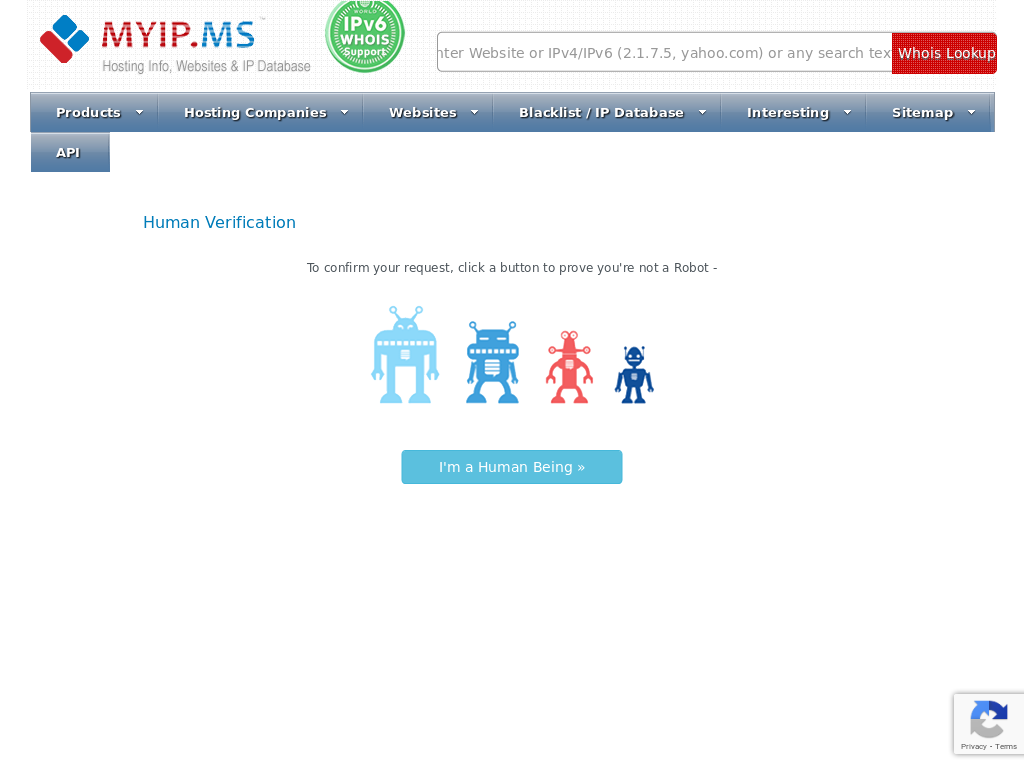 MYIP.MS
Hosting Info, Websites & IP Database
WORLD
IPv6
WHOIS
Support
nter Website or IPv4/IPv6 (2.1.7.5, yahoo.com) or any search tex
Whois Lookup
Products
Hosting Companies
Websites
Blacklist / IP Database
Interesting
Sitemap
API
Human Verification
To confirm your request, click a button to prove you're not a Robot -
I'm a Human Being »
Privacy - Terms